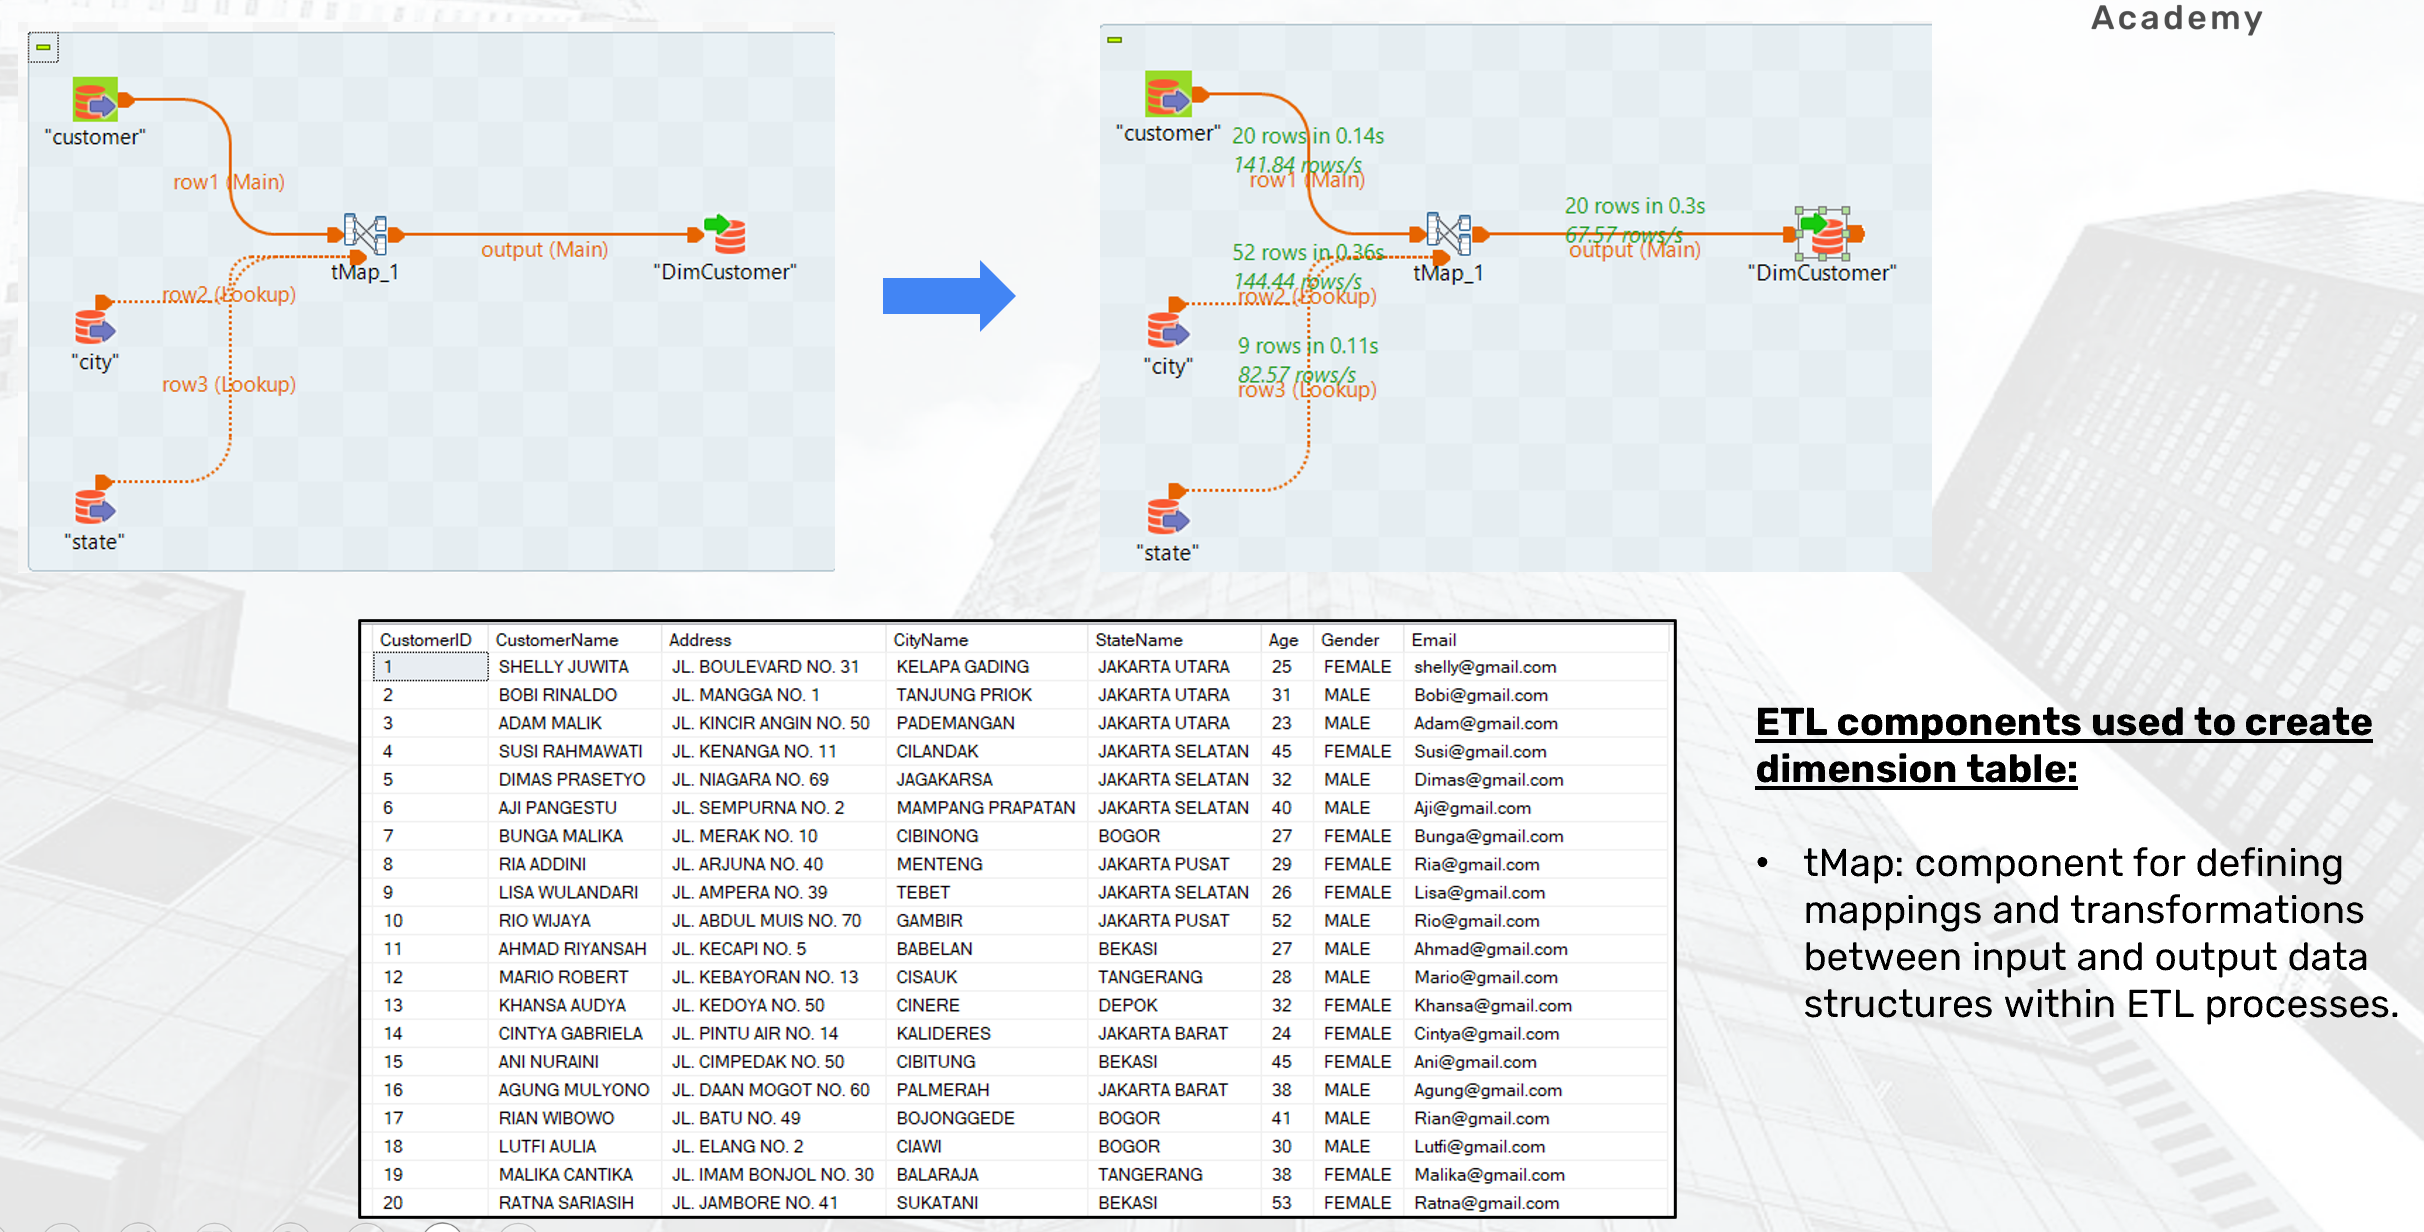 Academy
"customer"
row1 (Main)
tMap_1
output (Main)
"DimCustomer"
row2 (Lookup)
"city"
row3 (Lookup)
"state"
"customer"
20 rows in 0.14s
141.84 rows/s
row1 (Main)
20 rows in 0.3s
67.57 rows/s
output (Main)
52 rows in 0.36s
144.44 rows/s
row2 (Lookup)
tMap_1
"DimCustomer"
"city"
9 rows in 0.11s
82.57 rows/s
row3 (Lookup)
"state"
CustomerID CustomerName Address CityName StateName Age Gender Email
1 SHELLY JUWITA JL. BOULEVARD NO. 31 KELAPA GADING JAKARTA UTARA 25 FEMALE shelly@gmail.com
2 BOBI RINALDO JL. MANGGA NO. 1 TANJUNG PRIOK JAKARTA UTARA 31 MALE Bobi@gmail.com
3 ADAM MALIK JL. KINCIR ANGIN NO. 50 PADEMANGAN JAKARTA UTARA 23 MALE Adam@gmail.com
4 SUSI RAHMAWATI JL. KENANGA NO. 11 CILANDAK JAKARTA SELATAN 45 FEMALE Susi@gmail.com
5 DIMAS PRASETYO JL. NIAGARA NO. 69 JAGAKARSA JAKARTA SELATAN 32 MALE Dimas@gmail.com
6 AJI PANGESTU JL. SEMPURNA NO. 2 MAMPANG PRAPATAN JAKARTA SELATAN 40 MALE Aji@gmail.com
7 BUNGA MALIKA JL. MERAK NO. 10 CIBINONG BOGOR 27 FEMALE Bunga@gmail.com
8 RIA ADDINI JL. ARJUNA NO. 40 MENTENG JAKARTA PUSAT 29 FEMALE Ria@gmail.com
9 LISA WULANDARI JL. AMPERA NO. 39 TEBET JAKARTA SELATAN 26 FEMALE Lisa@gmail.com
10 RIO WIJAYA JL. ABDUL MUIS NO. 70 GAMBIR JAKARTA PUSAT 52 MALE Rio@gmail.com
11 AHMAD RIYANSAH JL. KECAPI NO. 5 BABELAN BEKASI 27 MALE Ahmad@gmail.com
12 MARIO ROBERT JL. KEBAYORAN NO. 13 CISAUK TANGERANG 28 MALE Mario@gmail.com
13 KHANSA AUDYA JL. KEDOYA NO. 50 CINERE DEPOK 32 FEMALE Khansa@gmail.com
14 CINTYA GABRIELA JL. PINTU AIR NO. 14 KALIDERES JAKARTA BARAT 24 FEMALE Cintya@gmail.com
15 ANI NURAINI JL. CIMPEDAK NO. 50 CIBITUNG BEKASI 45 FEMALE Ani@gmail.com
16 AGUNG MULYONO JL. DAAN MOGOT NO. 60 PALMERAH JAKARTA BARAT 38 MALE Agung@gmail.com
17 RIAN WIBOWO JL. BATU NO. 49 BOJONGGEDE BOGOR 41 MALE Rian@gmail.com
18 LUTFI AULIA JL. ELANG NO. 2 CIAWI BOGOR 30 MALE Lutfi@gmail.com
19 MALIKA CANTIKA JL. IMAM BONJOL NO. 30 BALARAJA TANGERANG 38 FEMALE Malika@gmail.com
20 RATNA SARIASIH JL. JAMBORE NO. 41 SUKATANI BEKASI 53 FEMALE Ratna@gmail.com
ETL components used to create
dimension table:
• tMap: component for defining
mappings and transformations
between input and output data
structures within ETL processes.